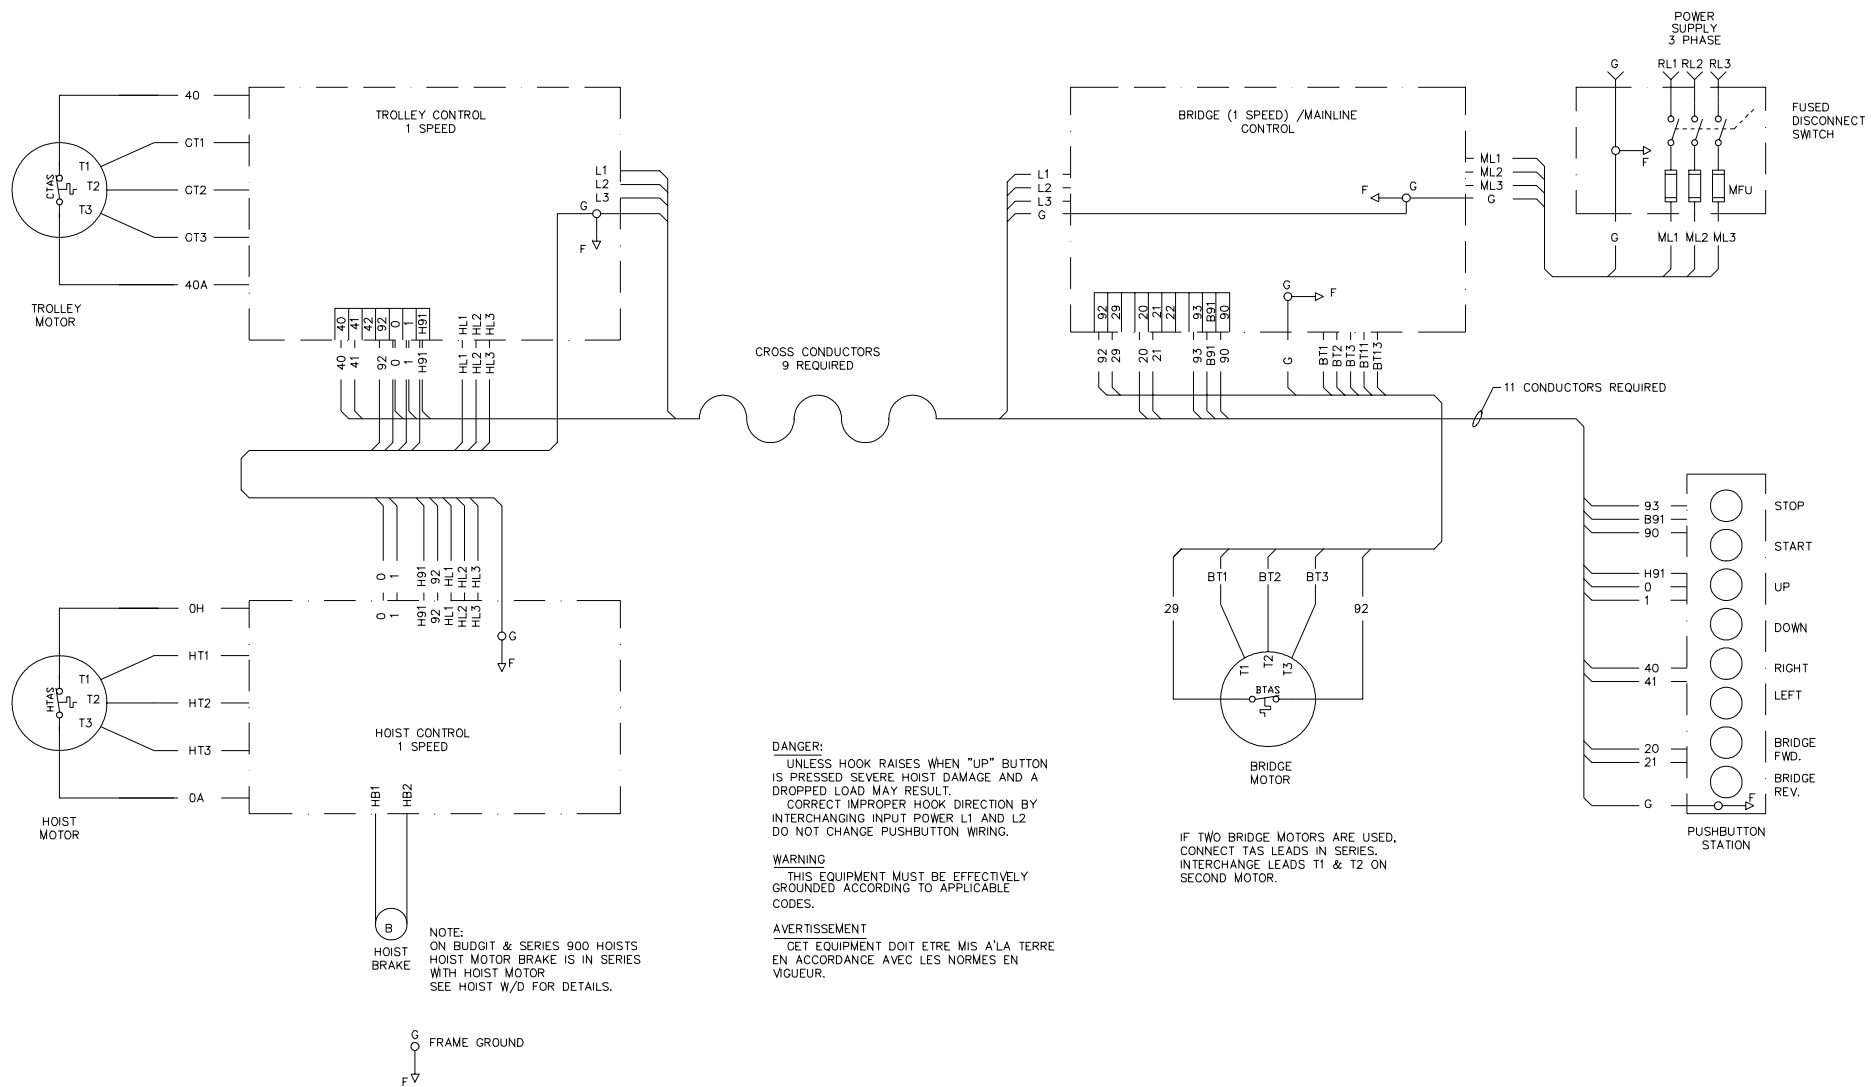 POWER
SUPPLY
3 PHASE
G
RL1 RL2 RL3
FUSED
DISCONNECT
SWITCH
F
MFU
G
ML1 ML2 ML3
TROLLEY CONTROL
1 SPEED
40
CT1
CT2
CT3
40A
T1
T2
T3
CTAS
TROLLEY
MOTOR
L1
L2
L3
G
F
40 41 42 92 0 1 H91 HL1 HL2 HL3
40 41 92 0 1 H91 HL1 HL2 HL3
CROSS CONDUCTORS
9 REQUIRED
BRIDGE (1 SPEED) /MAINLINE
CONTROL
L1
L2
L3
G
F
G
ML1
ML2
ML3
G
G
F
92 29 20 21 22 93 B91 90
92 29 20 21 93 B91 90 G BT1 BT2 BT3 BT11 BT13
11 CONDUCTORS REQUIRED
93
B91
90
H91
0
1
40
41
20
21
G
F
STOP
START
UP
DOWN
RIGHT
LEFT
BRIDGE
FWD.
BRIDGE
REV.
PUSHBUTTON
STATION
0 1 H91 92 HL1 HL2 HL3
0 1 H91 92 HL1 HL2 HL3
G
F
0H
HT1
HT2
HT3
0A
T1
T2
T3
HTAS
HOIST
MOTOR
HOIST CONTROL
1 SPEED
HB1 HB2
B
HOIST
BRAKE
NOTE:
ON BUDGIT & SERIES 900 HOISTS
HOIST MOTOR BRAKE IS IN SERIES
WITH HOIST MOTOR
SEE HOIST W/D FOR DETAILS.
G
FRAME GROUND
F
DANGER:
UNLESS HOOK RAISES WHEN "UP" BUTTON
IS PRESSED SEVERE HOIST DAMAGE AND A
DROPPED LOAD MAY RESULT.
CORRECT IMPROPER HOOK DIRECTION BY
INTERCHANGING INPUT POWER L1 AND L2
DO NOT CHANGE PUSHBUTTON WIRING.
WARNING
THIS EQUIPMENT MUST BE EFFECTIVELY
GROUNDED ACCORDING TO APPLICABLE
CODES.
AVERTISSEMENT
CET EQUIPMENT DOIT ETRE MIS A'LA TERRE
EN ACCORDANCE AVEC LES NORMES EN
VIGUEUR.
BT1 BT2 BT3
29
92
T1 T2 T3
BTAS
BRIDGE
MOTOR
IF TWO BRIDGE MOTORS ARE USED,
CONNECT TAS LEADS IN SERIES.
INTERCHANGE LEADS T1 & T2 ON
SECOND MOTOR.